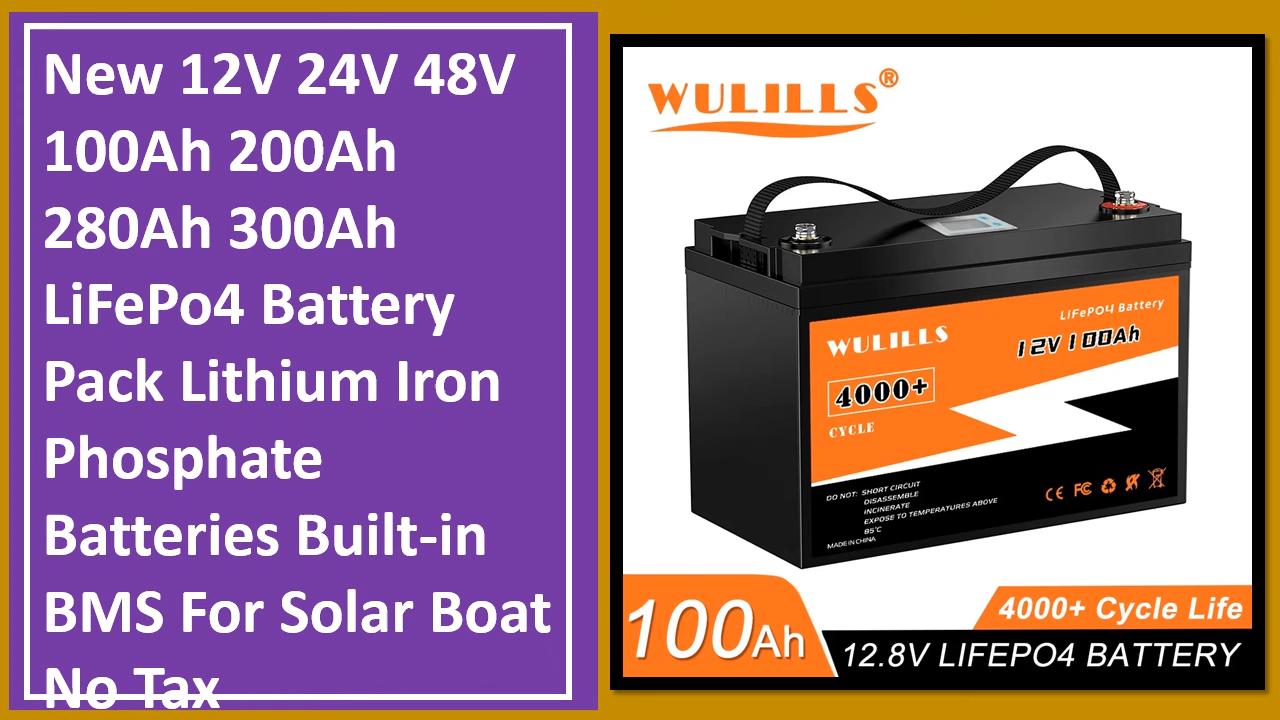 New 12V 24V 48V
100Ah 200Ah
280Ah 300Ah
LiFePo4 Battery
Pack Lithium Iron
Phosphate
Batteries Built-in
BMS For Solar Boat
No Tax
WULILLS®
LiFePO4 Battery
WULILLS
12V 100Ah
4000+
CYCLE
DO NOT: SHORT CIRCUIT
DISASSEMBLE
INCINERATE
EXPOSE TO TEMPERATURES ABOVE
85°C
MADE IN CHINA
CE FC
100Ah
4000+ Cycle Life
12.8V LIFEPO4 BATTERY